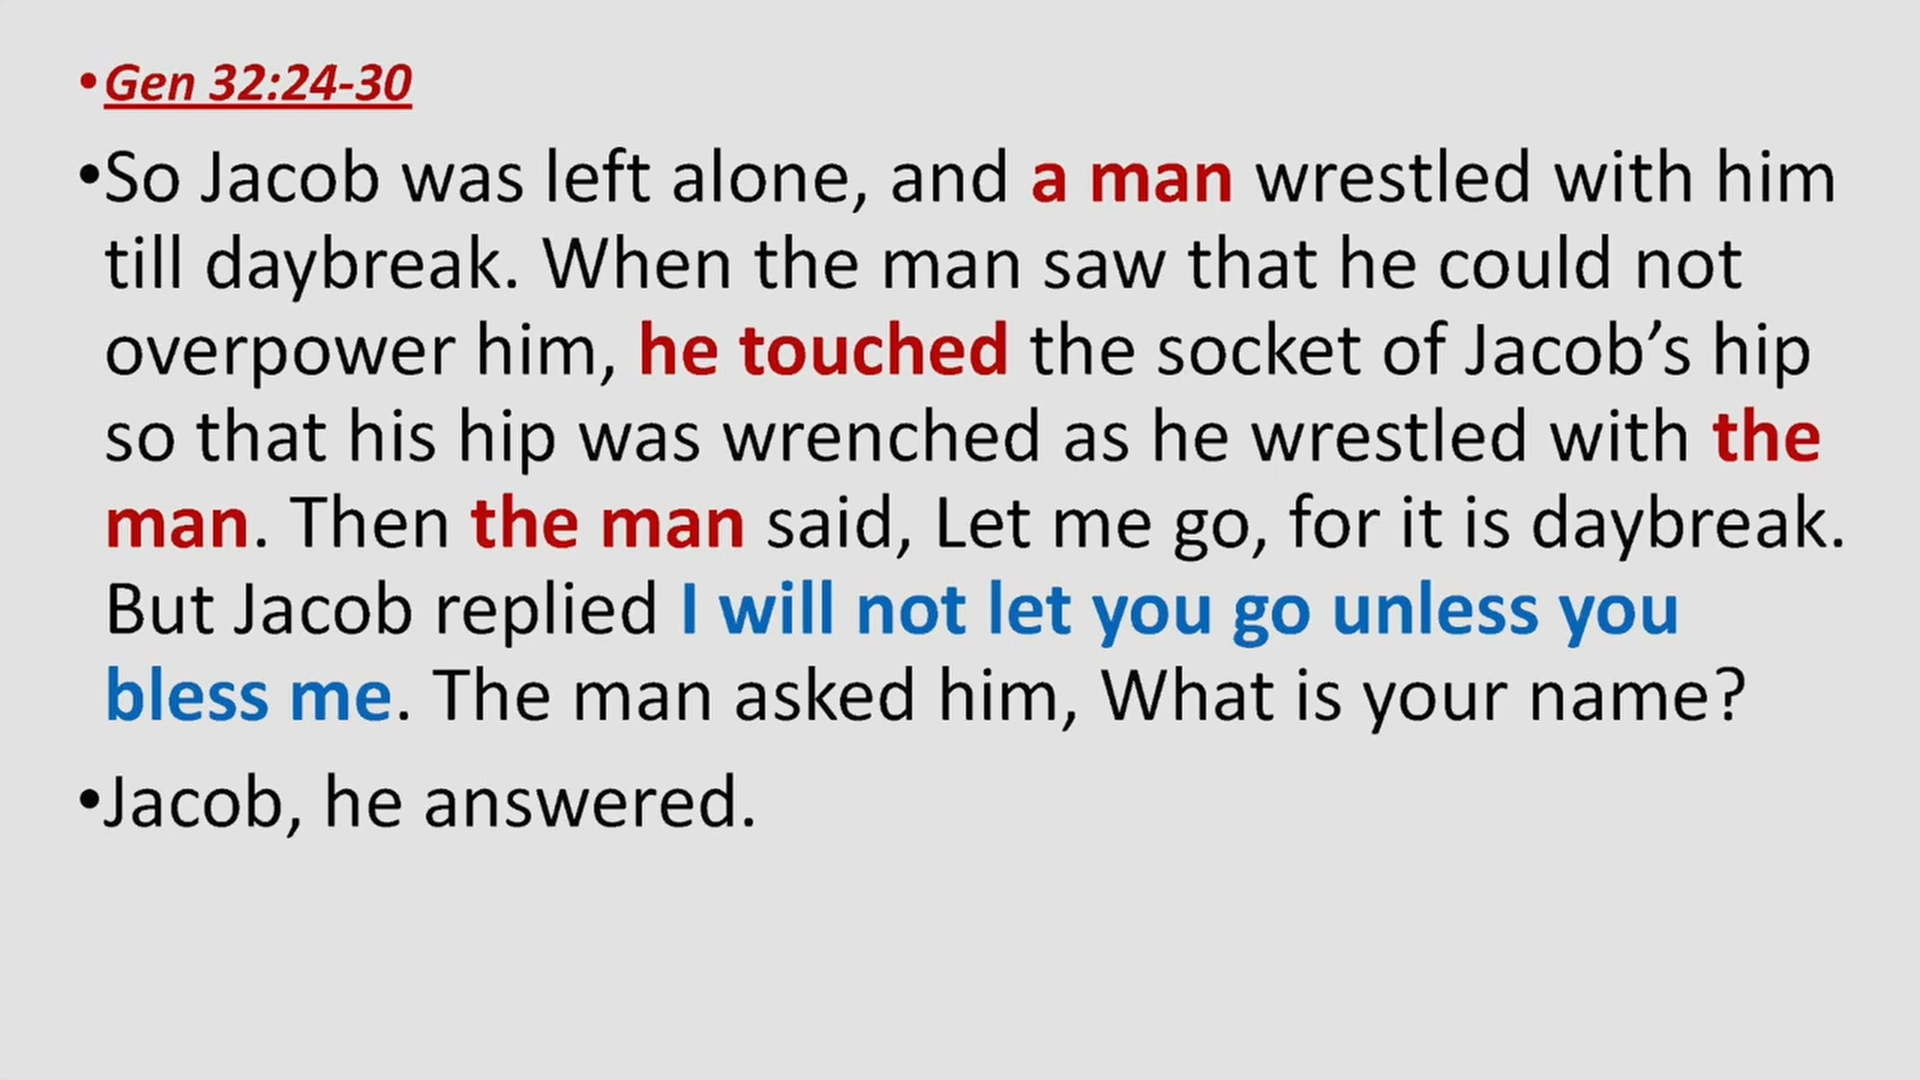 •Gen 32:24-30
•So Jacob was left alone, and a man wrestled with him
till daybreak. When the man saw that he could not
overpower him, he touched the socket of Jacob’s hip
so that his hip was wrenched as he wrestled with the
man. Then the man said, Let me go, for it is daybreak.
But Jacob replied I will not let you go unless you
bless me. The man asked him, What is your name?
•Jacob, he answered.